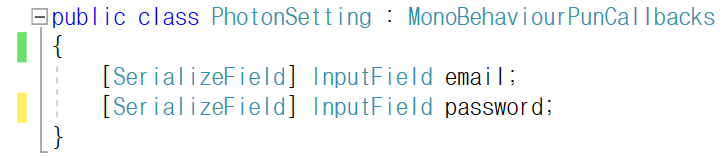 public class PhotonSetting : MonoBehaviourPunCallbacks
{
[SerializeField] InputField email;
[SerializeField] InputField password;
}